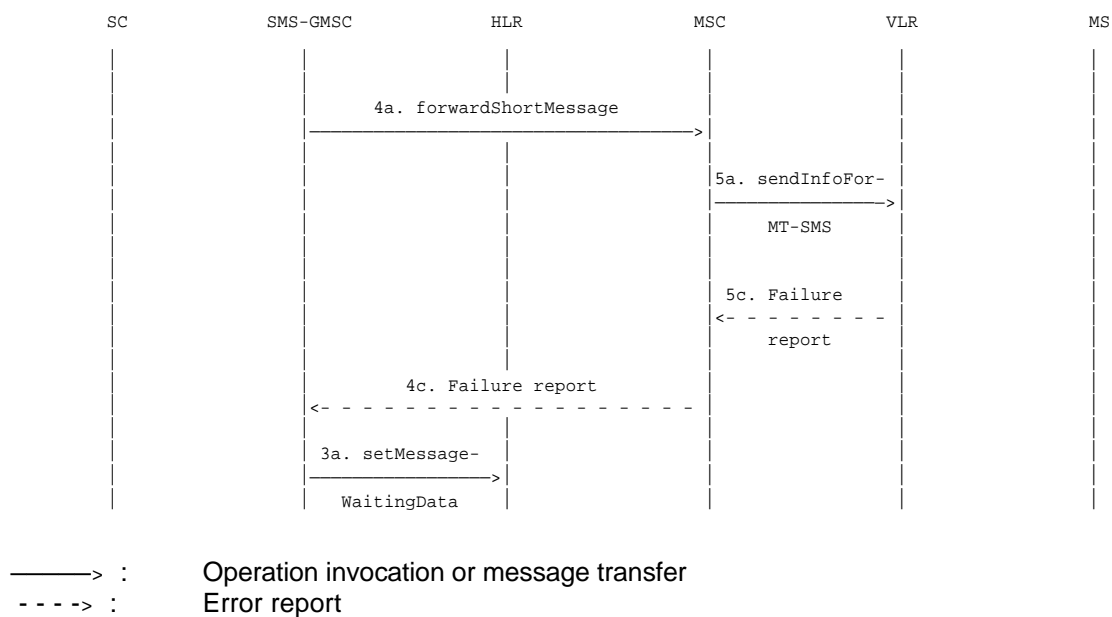 SC SMS-GMSC HLR MSC VLR MS
4a. forwardShortMessage
5a. sendInfoFor-
MT-SMS
5c. Failure
report
4c. Failure report
3a. setMessage-
WaitingData
: Operation invocation or message transfer
: Error report